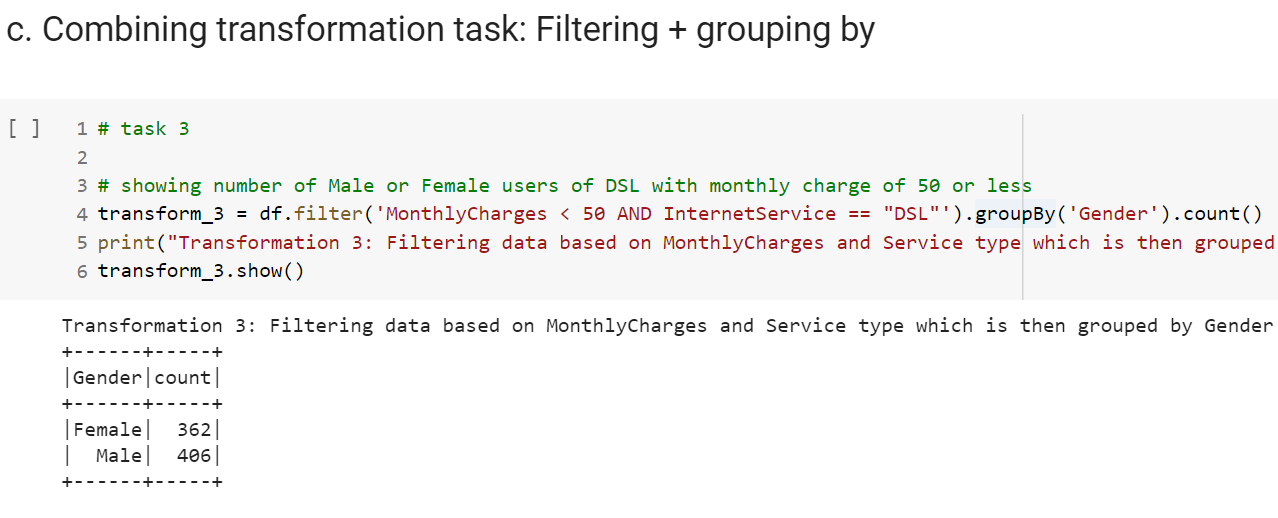 c. Combining transformation task: Filtering + grouping by
[ ]
1 # task 3
2
3 # showing number of Male or Female users of DSL with monthly charge of 50 or less
4 transform_3 = df.filter('MonthlyCharges < 50 AND InternetService == "DSL"').groupBy('Gender').count()
5 print("Transformation 3: Filtering data based on MonthlyCharges and Service type which is then grouped
6 transform_3.show()
Transformation 3: Filtering data based on MonthlyCharges and Service type which is then grouped by Gender
+------+-----+
|Gender|count|
+------+-----+
|Female|  362|
|  Male|  406|
+------+-----+